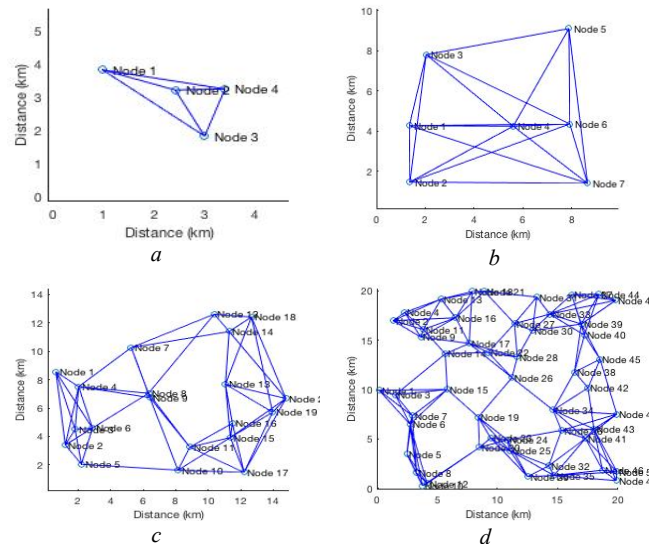 5
4
3
2
1
0
Distance (km)
Node 1
Node 2
Node 4
Node 3
0
1
2
3
4
Distance (km)
a
10
8
6
4
2
Distance (km)
Node 5
Node 3
Node 1
Node 4
Node 6
Node 2
Node 7
0
2
4
6
8
Distance (km)
b
14
12
10
8
6
4
2
Distance (km)
Node 18
Node 14
Node 7
Node 1
Node 4
Node 8
Node 9
Node 13
Node 19
Node 6
Node 16
Node 15
Node 2
Node 11
Node 5
Node 10
Node 17
2
4
6
8
10
12
14
Distance (km)
c
20
15
10
5
0
Distance (km)
Node 4
Node 13
Node 16
Node 11
Node 9
Node 17
Node 14
Node 27
Node 30
Node 28
Node 26
Node 44
Node 39
Node 40
Node 45
Node 38
Node 42
Node 15
Node 19
Node 34
Node 7
Node 6
Node 5
Node 8
Node 12
Node 24
Node 25
Node 43
Node 41
Node 32
Node 35
0
5
10
15
20
Distance (km)
d